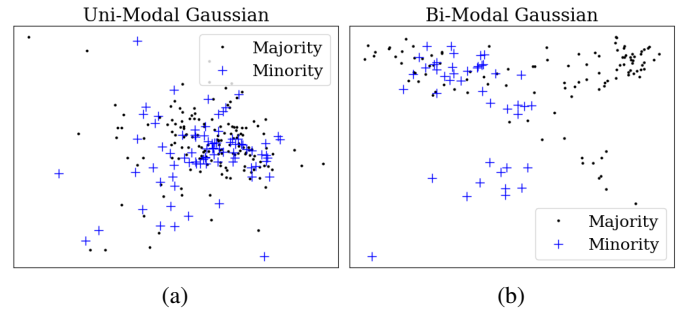 Uni-Modal Gaussian
Majority
Minority
(a)
Bi-Modal Gaussian
Majority
Minority
(b)